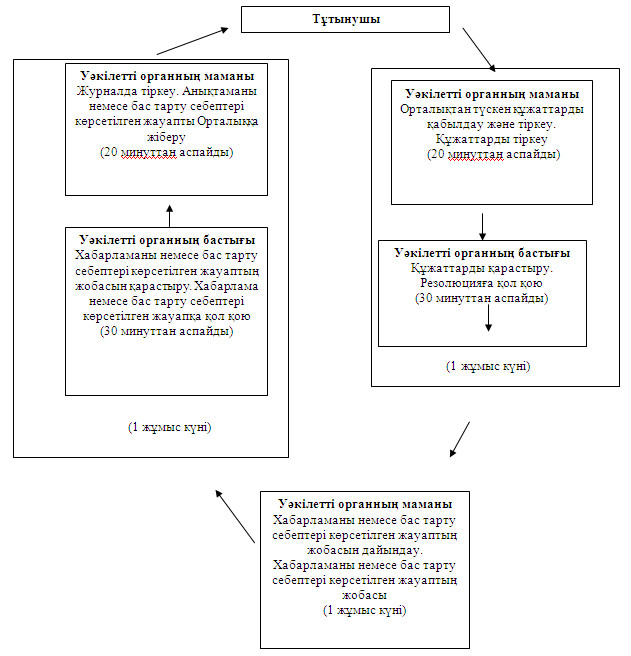 Тұтынушы
Уәкілетті органның маманы
Журналда тіркеу. Анықтаманы
немесе бас тарту себептері
көрсетілген жауапты Орталыққа
жіберу
(20 минуттан аспайды)
Уәкілетті органның бастығы
Хабарламаны немесе бас тарту
себептері көрсетілген жауаптың
жобасын қарастыру. Хабарлама
немесе бас тарту себептері
көрсетілген жауапқа қол қою
(30 минуттан аспайды)
(1 жұмыс күні)
Уәкілетті органның маманы
Орталықтан түскен құжаттарды
қабылдау және тіркеу.
Құжаттарды тіркеу
(20 минуттан аспайды)
Уәкілетті органның бастығы
Құжаттарды қарастыру.
Резолюцияға қол қою
(30 минуттан аспайды)
(1 жұмыс күні)
Уәкілетті органның маманы
Хабарламаны немесе бас тарту
себептері көрсетілген жауаптың
жобасын дайындау.
Хабарламаны немесе бас тарту
себептері көрсетілген жауаптың
жобасы
(1 жұмыс күні)